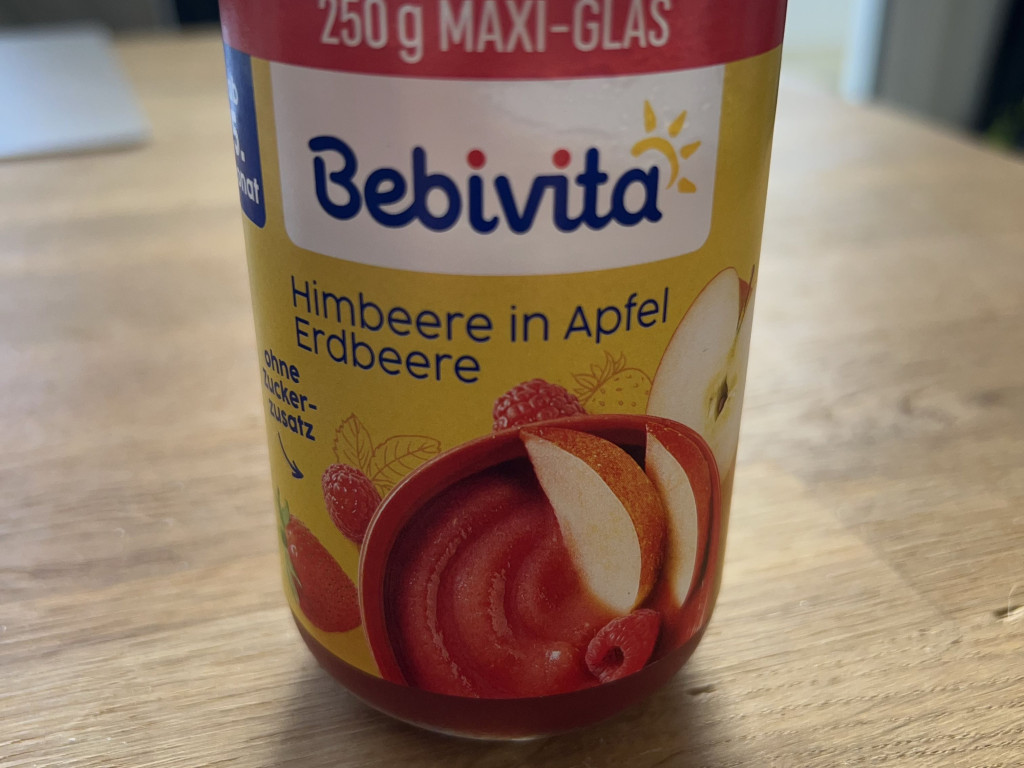 250 g MAXI-GLAS
Bebivita
Himbeere in Apfel
Erdbeere
ohne
Zucker-
zusatz